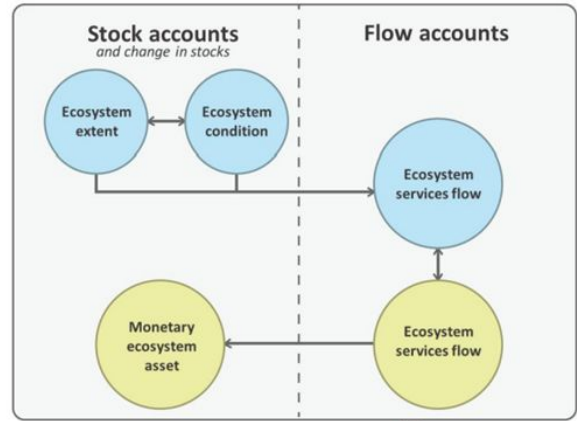 Stock accounts
and change in stocks
Flow accounts
Ecosystem
extent
Ecosystem
condition
Ecosystem
services flow
Monetary
ecosystem
asset
Ecosystem
services flow